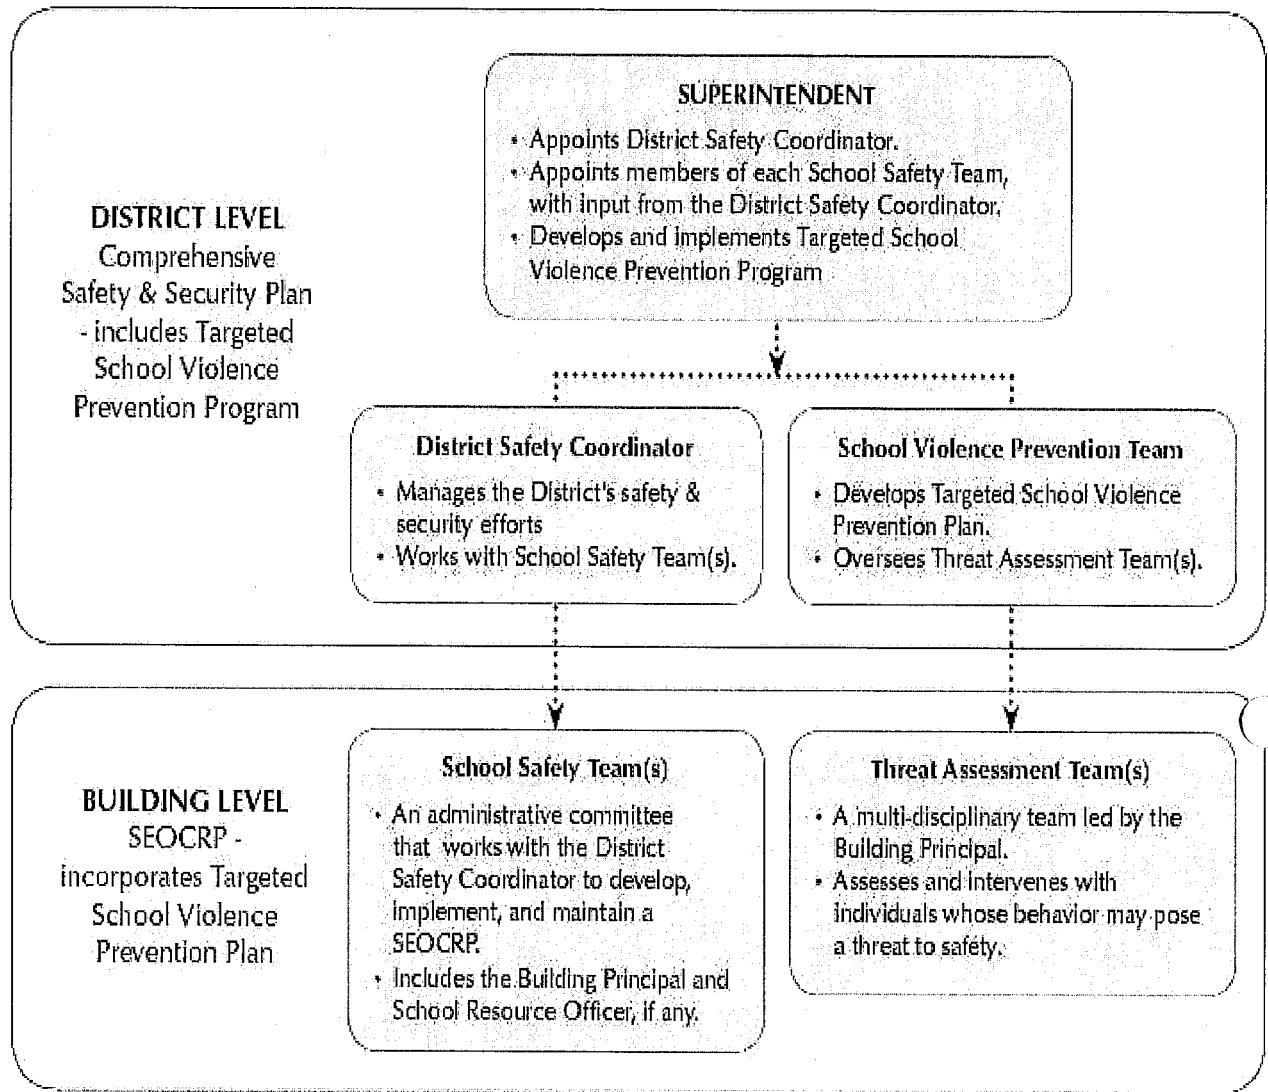 SUPERINTENDENT
• Appoints District Safety Coordinator.
• Appoints members of each School Safety Team,
with input from the District Safety Coordinator.
• Develops and implements Targeted School
Violence Prevention Program
DISTRICT LEVEL
Comprehensive
Safety & Security Plan
- includes Targeted
School Violence
Prevention Program
District Safety Coordinator
• Manages the District's safety &
security efforts
• Works with School Safety Team(s).
School Violence Prevention Team
• Develops Targeted School Violence
Prevention Plan.
• Oversees Threat Assessment Team(s).
BUILDING LEVEL
SEOCRP -
incorporates Targeted
School Violence
Prevention Plan
School Safety Team(s)
• An administrative committee
that works with the District
Safety Coordinator to develop,
implement, and maintain a
SEOCRP.
• Includes the Building Principal and
School Resource Officer, if any.
Threat Assessment Team(s)
• A multi-disciplinary team led by the
Building Principal.
• Assesses and intervenes with
individuals whose behavior may pose
a threat to safety.